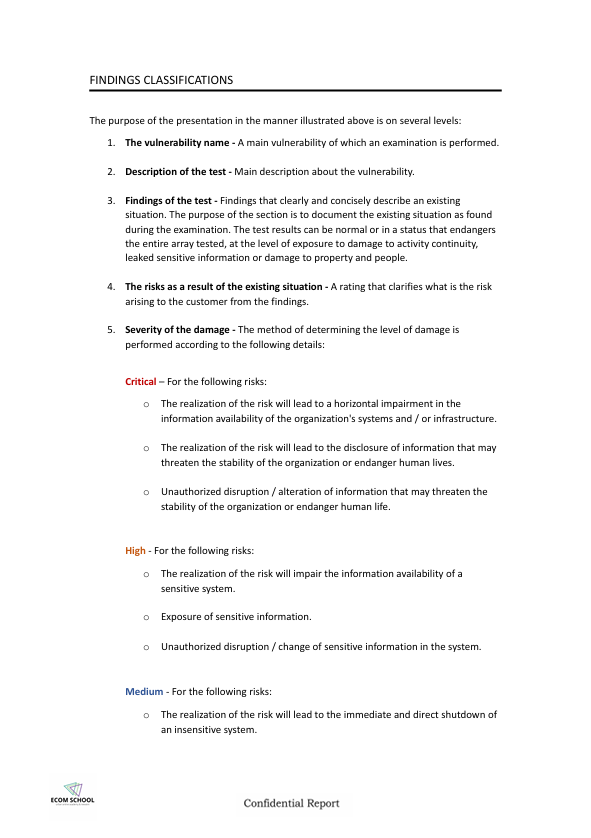 FINDINGS CLASSIFICATIONS
The purpose of the presentation in the manner illustrated above is on several levels:
1. The vulnerability name - A main vulnerability of which an examination is performed.
2. Description of the test - Main description about the vulnerability.
3. Findings of the test - Findings that clearly and concisely describe an existing
situation. The purpose of the section is to document the existing situation as found
during the examination. The test results can be normal or in a status that endangers
the entire array tested, at the level of exposure to damage to activity continuity,
leaked sensitive information or damage to property and people.
4. The risks as a result of the existing situation - A rating that clarifies what is the risk
arising to the customer from the findings.
5. Severity of the damage - The method of determining the level of damage is
performed according to the following details:
Critical – For the following risks:
o The realization of the risk will lead to a horizontal impairment in the
information availability of the organization's systems and / or infrastructure.
o The realization of the risk will lead to the disclosure of information that may
threaten the stability of the organization or endanger human lives.
o Unauthorized disruption / alteration of information that may threaten the
stability of the organization or endanger human life.
High - For the following risks:
o The realization of the risk will impair the information availability of a
sensitive system.
o Exposure of sensitive information.
o Unauthorized disruption / change of sensitive information in the system.
Medium - For the following risks:
o The realization of the risk will lead to the immediate and direct shutdown of
an insensitive system.
ECOM SCHOOL
Confidential Report